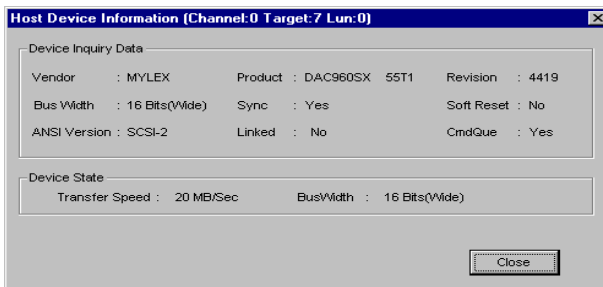 Host Device Information (Channel:0 Target:7 Lun:0)
Device Inquiry Data
Vendor : MYLEX Product : DAC960SX 55T1 Revision : 4419
Bus Width : 16 Bits(Wide) Sync : Yes Soft Reset : No
ANSI Version : SCSI-2 Linked : No CmdQue : Yes
Device State
Transfer Speed : 20 MB/Sec BusWidth : 16 Bits(Wide)
Close